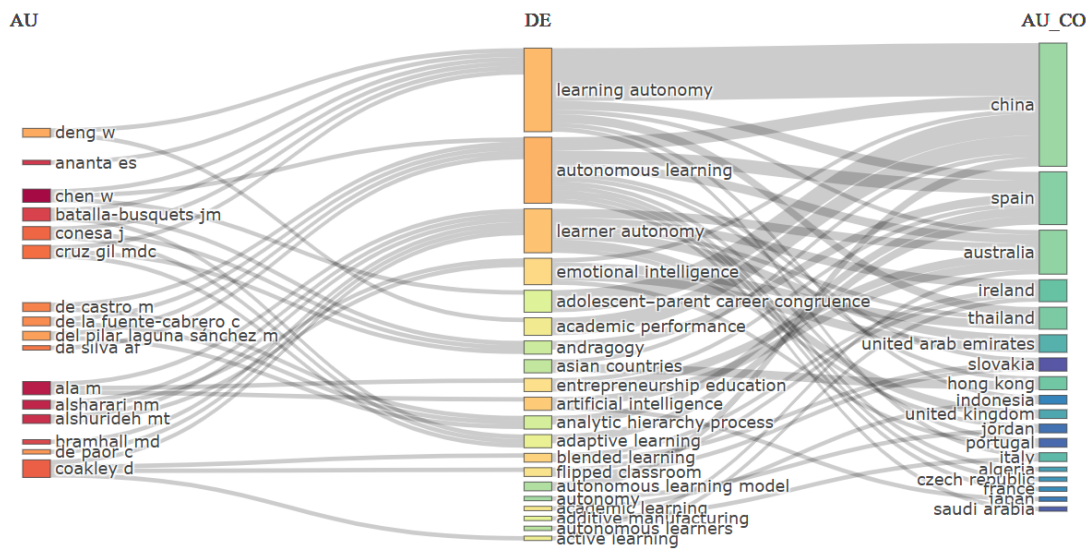 AU
DE
AU_CO
deng w
ananta es
chen w
batalla-busquets jm
conesa j
cruz gil mdc
de castro m
de la fuente-cabrero c
del pilar laguna sánchez m
da silva af
ala m
alsharari nm
alshurideh mt
bramhall md
de paor c
coakley d
learning autonomy
autonomous learning
learner autonomy
emotional intelligence
adolescent–parent career congruence
academic performance
andragogy
asian countries
entrepreneurship education
artificial intelligence
analytic hierarchy process
adaptive learning
blended learning
flipped classroom
autonomous learning model
autonomy
academic learning
additive manufacturing
autonomous learners
active learning
china
spain
australia
ireland
thailand
united arab emirates
slovakia
hong kong
indonesia
united kingdom
jordan
portugal
italy
algeria
czech republic
france
japan
saudi arabia